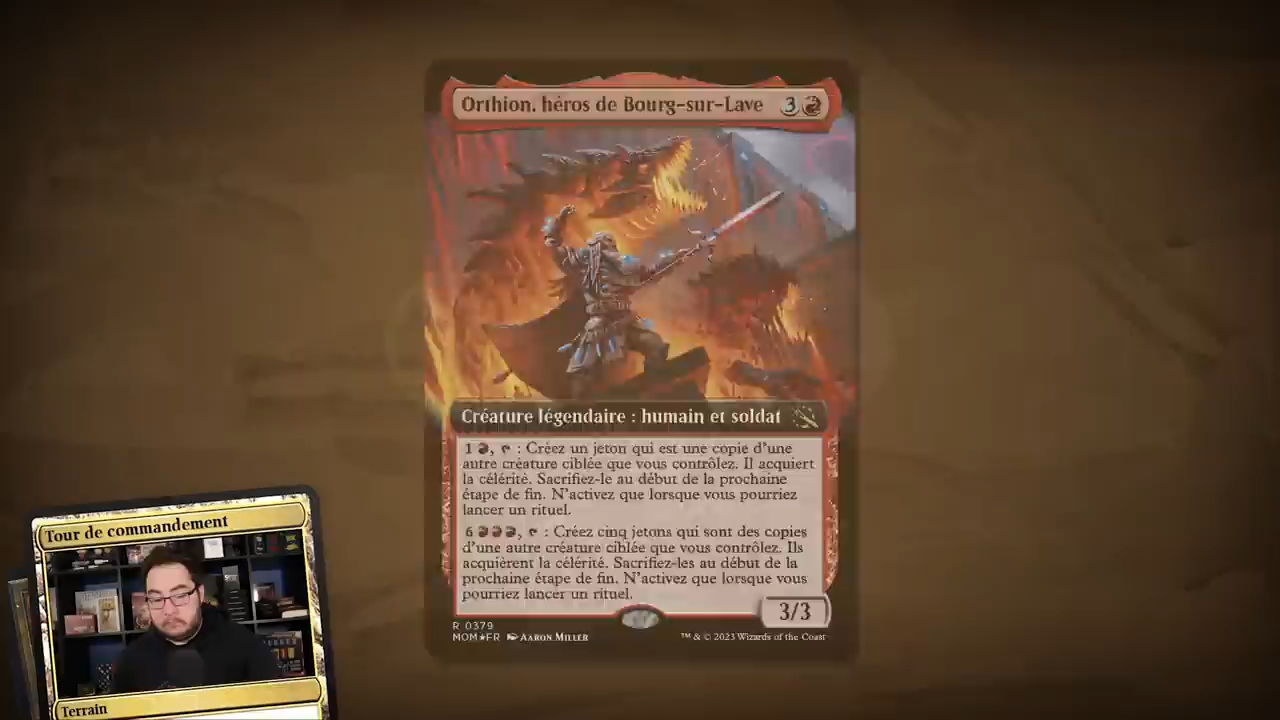 Orthion, héros de Bourg-sur-Lave 3
Créature légendaire : humain et soldat
1 , : Créez un jeton qui est une copie d'une
autre créature ciblée que vous contrôlez. Il acquiert
la célérité. Sacrifiez-le au début de la prochaine
étape de fin. N'activez que lorsque vous pourriez
lancer un rituel.
6 , : Créez cinq jetons qui sont des copies
d'une autre créature ciblée que vous contrôlez. Ils
acquièrent la célérité. Sacrifiez-les au début de la
prochaine étape de fin. N'activez que lorsque vous
pourriez lancer un rituel.
3/3
R 0379
MOM★FR Aaron Miller
™ & © 2023 Wizards of the Coast
Tour de commandement
Terrain